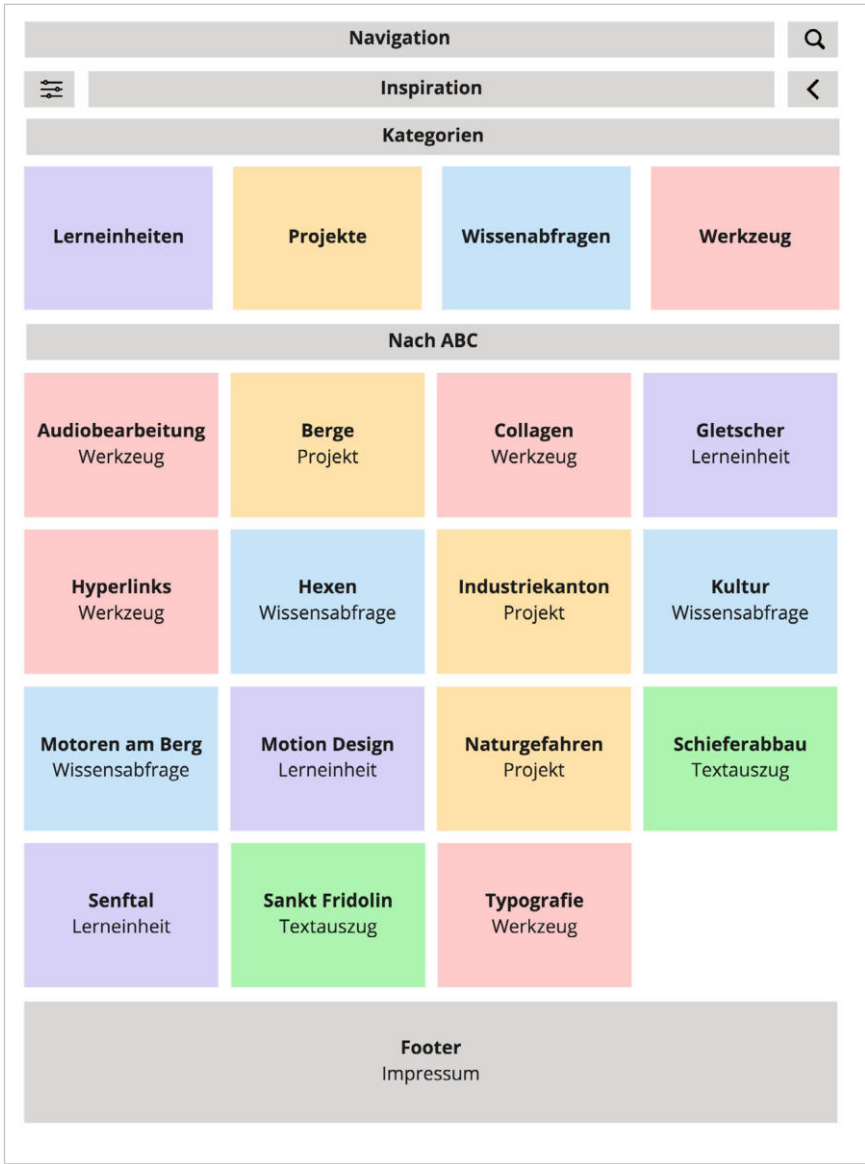 Navigation
Inspiration
Kategorien
Lerneinheiten
Projekte
Wissenabfragen
Werkzeug
Nach ABC
Audiobearbeitung
Werkzeug
Berge
Projekt
Collagen
Werkzeug
Gletscher
Lerneinheit
Hyperlinks
Werkzeug
Hexen
Wissensabfrage
Industriekanton
Projekt
Kultur
Wissensabfrage
Motoren am Berg
Wissensabfrage
Motion Design
Lerneinheit
Naturgefahren
Projekt
Schieferabbau
Textauszug
Senftal
Lerneinheit
Sankt Fridolin
Textauszug
Typografie
Werkzeug
Footer
Impressum